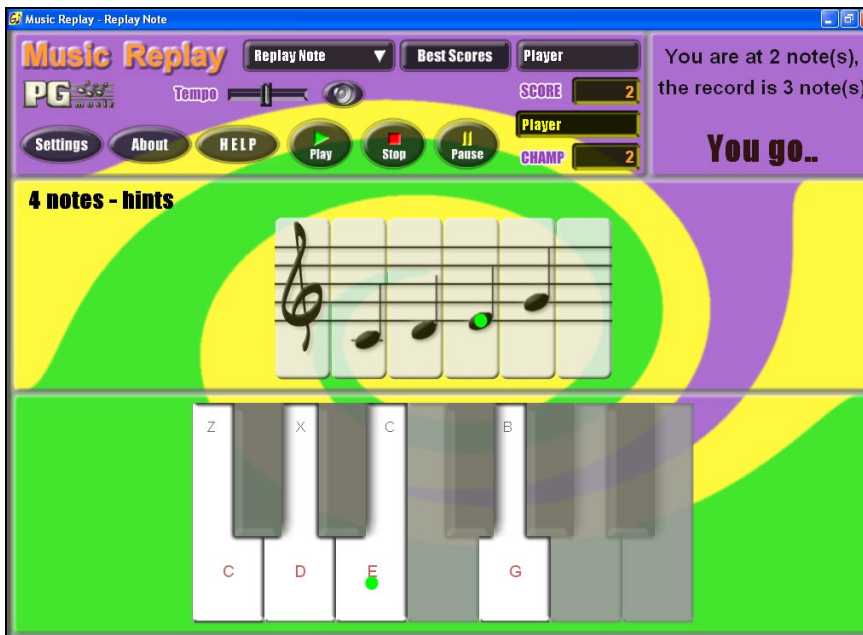 Music Replay - Replay Note
Music Replay
Replay Note
Best Scores
Player
PG music
Tempo
SCORE 2
Player
Settings
About
HELP
Play
Stop
Pause
CHAMP 2
You are at 2 note(s),
the record is 3 note(s)
You go..
4 notes - hints
Z X C B
C D E G